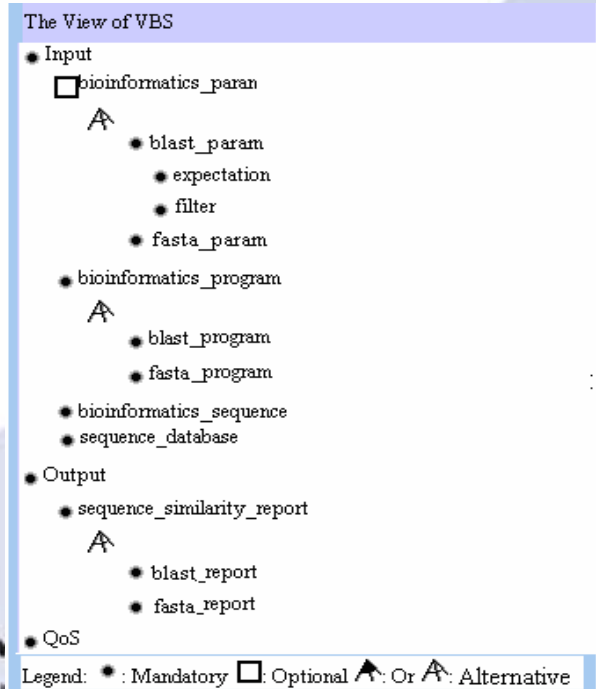 The View of VBS
Input
bioinformatics_paran
blast_param
expectation
filter
fasta_param
bioinformatics_program
blast_program
fasta_program
bioinformatics_sequence
sequence_database
Output
sequence_similarity_report
blast_report
fasta_report
QoS
Legend: : Mandatory : Optional : Or : Alternative